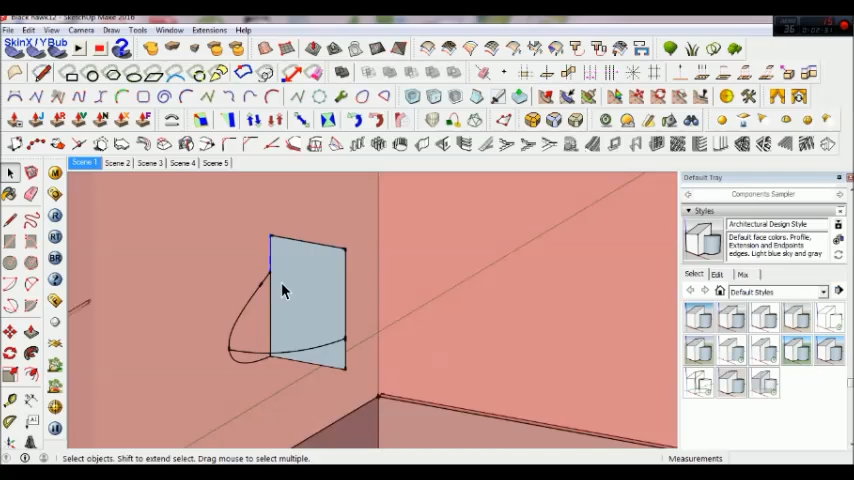 Black hawk12 - SketchUp Make 2016
File Edit View Camera Draw Tools Window Extensions Help
SkinX/YBub
Scene 1 Scene 2 Scene 3 Scene 4 Scene 5
Default Tray
Components Sampler
Styles
Architectural Design Style
Default face colors. Profile,
Extension and Endpoints
edges. Light blue sky and gray
Select Edit Mix
Default Styles
Select objects. Shift to extend select. Drag mouse to select multiple.
Measurements